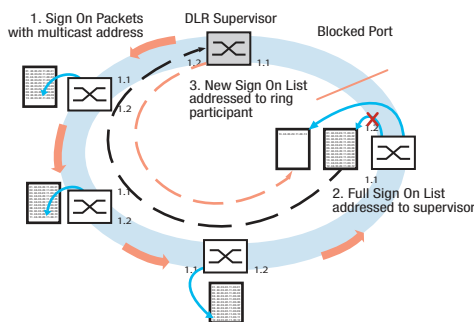 1. Sign On Packets
with multicast address
DLR Supervisor
Blocked Port
1.2
1.1
3. New Sign On List
addressed to ring
participant
1.1
1.2
1.2
1.1
2. Full Sign On List
addressed to supervisor
1.1
1.2
1.1
1.2